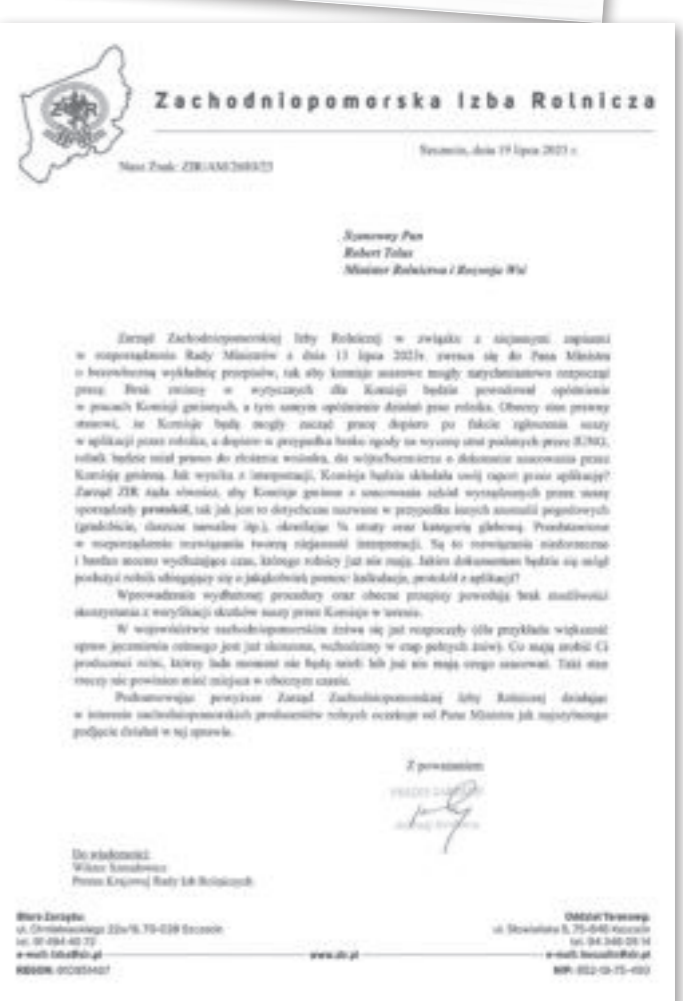 Zachodniopomorska Izba Rolnicza
Szczecin, dnia 19 lipca 2023 r.
Nasz Znak: ZIR/AM/2680/23
Szanowny Pan
Robert Telus
Minister Rolnictwa i Rozwoju Wsi
Zarząd Zachodniopomorskiej Izby Rolniczej w związku z niejasnymi zapisami
w rozporządzeniu Rady Ministrów z dnia 13 lipca 2023r. zwraca się do Pana Ministra
o bezzwłoczną wykładnię przepisów, tak aby komisje suszowe mogły natychmiastowo rozpocząć
pracę. Brak zmiany w wytycznych dla Komisji będzie powodował opóźnienie
w pracach Komisji gminnych, a tym samym opóźnienie działań przez rolnika. Obecny stan prawny
stanowi, że Komisje będą mogły zacząć pracę dopiero po fakcie zgłoszenia suszy
w aplikacji przez rolnika, a dopiero w przypadku braku zgody na wycenę strat podanych przez IUNG,
rolnik będzie miał prawo do złożenia wniosku, do wójta/burmistrza o dokonanie szacowania przez
Komisję gminną. Jak wynika z interpretacji, Komisja będzie składała swój raport przez aplikację?
Zarząd ZIR żąda również, aby Komisje gminne z szacowania szkód wyrządzonych przez suszę
sporządzały protokół, tak jak jest to dotychczas nazwane w przypadku innych anomalii pogodowych
(gradobicie, deszcze nawalne itp.), określając % straty oraz kategorię glebową. Przedstawione
w rozporządzeniu rozwiązania tworzą niejasność interpretacji. Są to rozwiązania niedorzeczne
i bardzo mocno wydłużające czas, którego rolnicy już nie mają. Jakim dokumentem będzie się mógł
posłużyć rolnik ubiegający się o jakąkolwiek pomoc: kalkulacja, protokół z aplikacji?
Wprowadzenie wydłużonej procedury oraz obecne przepisy powodują brak możliwości
skorzystania z weryfikacji skutków suszy przez Komisje w terenie.
W województwie zachodniopomorskim żniwa się już rozpoczęły (dla przykładu większość
upraw jęczmienia ozimego jest już skoszona, wchodzimy w etap pełnych żniw). Co mają zrobić Ci
producenci rolni, którzy lada moment nie będą mieli lub już nie mają czego szacować. Taki stan
rzeczy nie powinien mieć miejsca w obecnym czasie.
Podsumowując powyższe Zarząd Zachodniopomorskiej Izby Rolniczej działając
w interesie zachodniopomorskich producentów rolnych oczekuje od Pana Ministra jak najszybszego
podjęcie działań w tej sprawie.
Z poważaniem
Do wiadomości:
Wiktor Szmulewicz
Prezes Krajowej Rady Izb Rolniczych
Biuro Zarządu:
Szczecin
www.zir.pl
Oddział Terenowy: